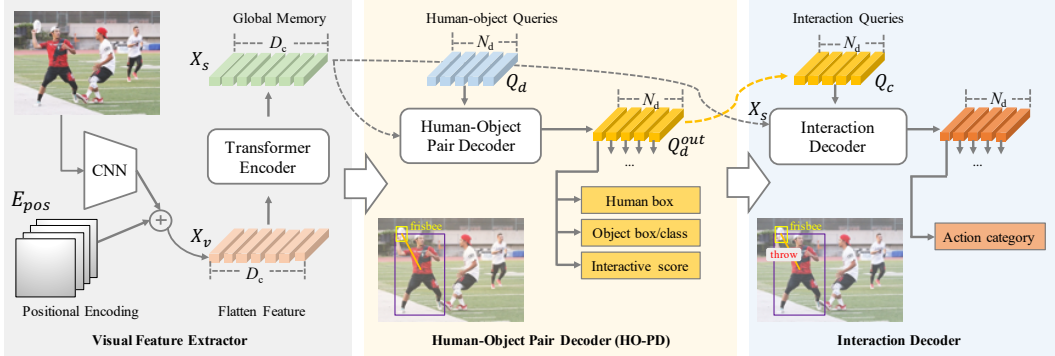 Global Memory
D_c
X_s
CNN
Transformer Encoder
E_pos
+
X_v
D_c
Positional Encoding
Flatten Feature
Visual Feature Extractor
Human-object Queries
N_d
Q_d
Human-Object
Pair Decoder
N_d
Q_d^out
...
Human box
Object box/class
Interactive score
frisbee
Human-Object Pair Decoder (HO-PD)
Interaction Queries
N_d
Q_c
X_s
Interaction
Decoder
N_d
...
Action category
frisbee
throw
Interaction Decoder